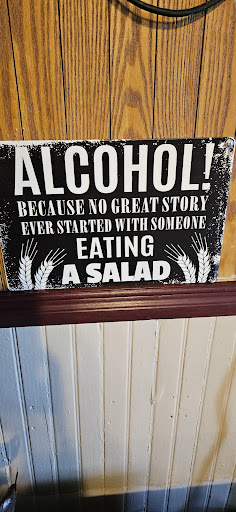 ALCOHOL!
BECAUSE NO GREAT STORY
EVER STARTED WITH SOMEONE
EATING
A SALAD